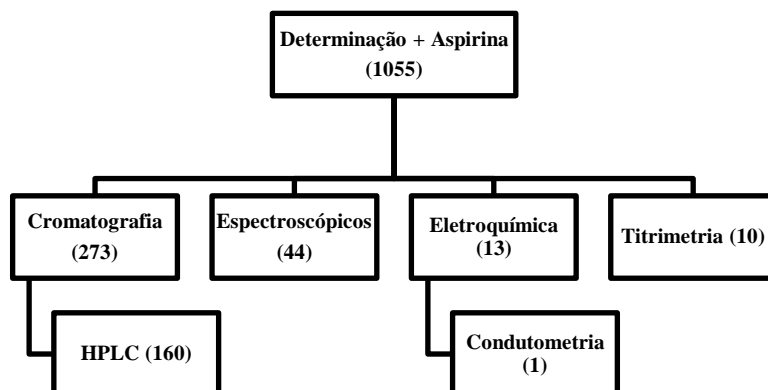 Determinação + Aspirina
(1055)
Cromatografia
(273)
Espectroscópicos
(44)
Eletroquímica
(13)
Titrimetria (10)
HPLC (160)
Condutometria
(1)